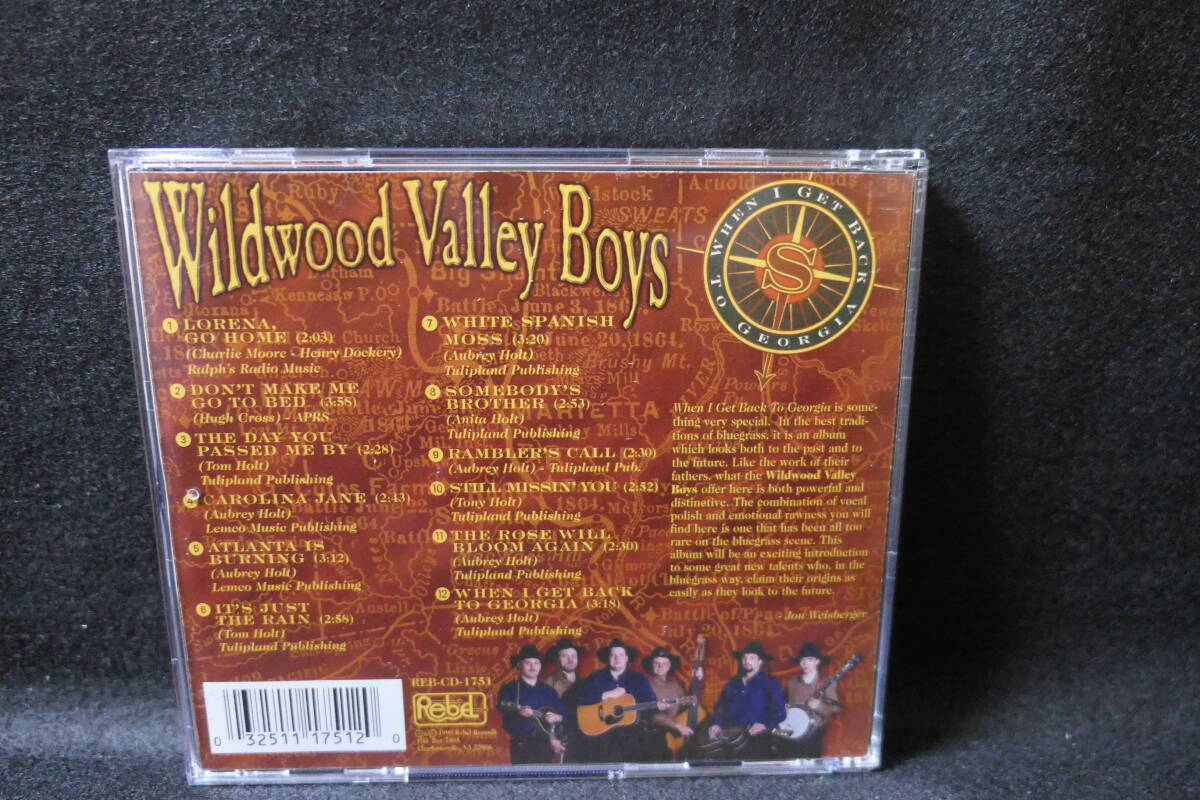 Wildwood Valley Boys
WHEN I GET BACK TO GEORGIA
S
1 LORENA,
GO HOME (2:03)
(Charlie Moore - Henry Dockery)
Ralph's Radio Music
2 DON'T MAKE ME
GO TO BED (3:58)
(Hugh Cross) - APRS
3 THE DAY YOU
PASSED ME BY (2:28)
(Tom Holt)
Tulipland Publishing
4 CAROLINA JANE (2:43)
(Aubrey Holt)
Lemco Music Publishing
5 ATLANTA IS
BURNING (3:12)
(Aubrey Holt)
Lemco Music Publishing
6 IT'S JUST
THE RAIN (2:58)
(Tom Holt)
Tulipland Publishing
7 WHITE SPANISH
MOSS (3:20)
(Aubrey Holt)
Tulipland Publishing
8 SOMEBODY'S
BROTHER (2:53)
(Anita Holt)
Tulipland Publishing
9 RAMBLER'S CALL (2:30)
(Aubrey Holt) - Tulipland Pub.
10 STILL MISSIN' YOU (2:52)
(Tony Holt)
Tulipland Publishing
11 THE ROSE WILL
BLOOM AGAIN (2:30)
(Aubrey Holt)
Tulipland Publishing
12 WHEN I GET BACK
TO GEORGIA (3:18)
(Aubrey Holt)
Tulipland Publishing
When I Get Back To Georgia is some-
thing very special. In the best tradi-
tions of bluegrass, it is an album
which looks both to the past and to
the future. Like the work of their
fathers, what the Wildwood Valley
Boys offer here is both powerful and
distinctive. The combination of vocal
polish and emotional rawness you will
find here is one that has been all too
rare on the bluegrass scene. This
album will be an exciting introduction
to some great new talents who, in the
bluegrass way, claim their origins as
easily as they look to the future.
- Jon Weisberger
REB-CD-1751
Rebel
Rebel Records
Charlottesville, VA
0 32511 17512 0